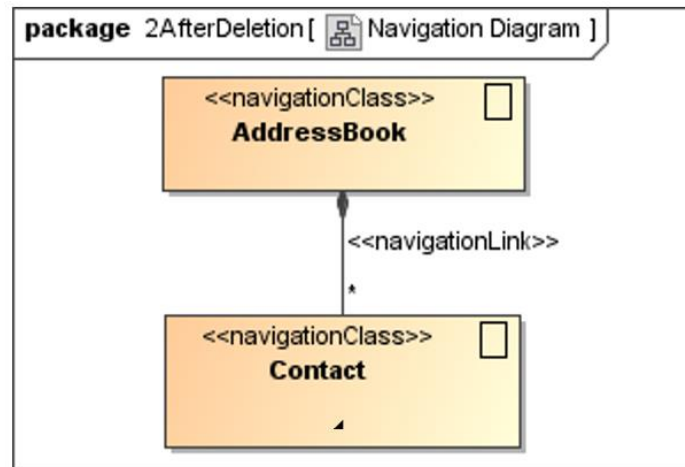 package 2AfterDeletion [ Navigation Diagram ]
<<navigationClass>>
AddressBook
<<navigationLink>>
*
<<navigationClass>>
Contact